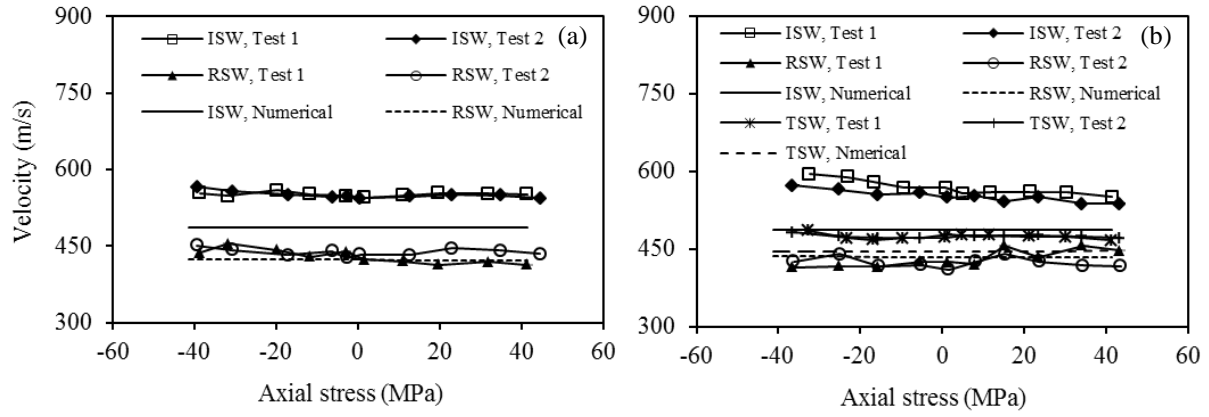 900
750
600
450
300
Velocity (m/s)
ISW, Test 1
ISW, Test 2
(a)
RSW, Test 1
RSW, Test 2
ISW, Numerical
RSW, Numerical
-60
-40
-20
0
20
40
60
Axial stress (MPa)
900
750
600
450
300
ISW, Test 1
ISW, Test 2
(b)
RSW, Test 1
RSW, Test 2
ISW, Numerical
RSW, Numerical
TSW, Test 1
TSW, Test 2
TSW, Nmerical
-60
-40
-20
0
20
40
60
Axial stress (MPa)